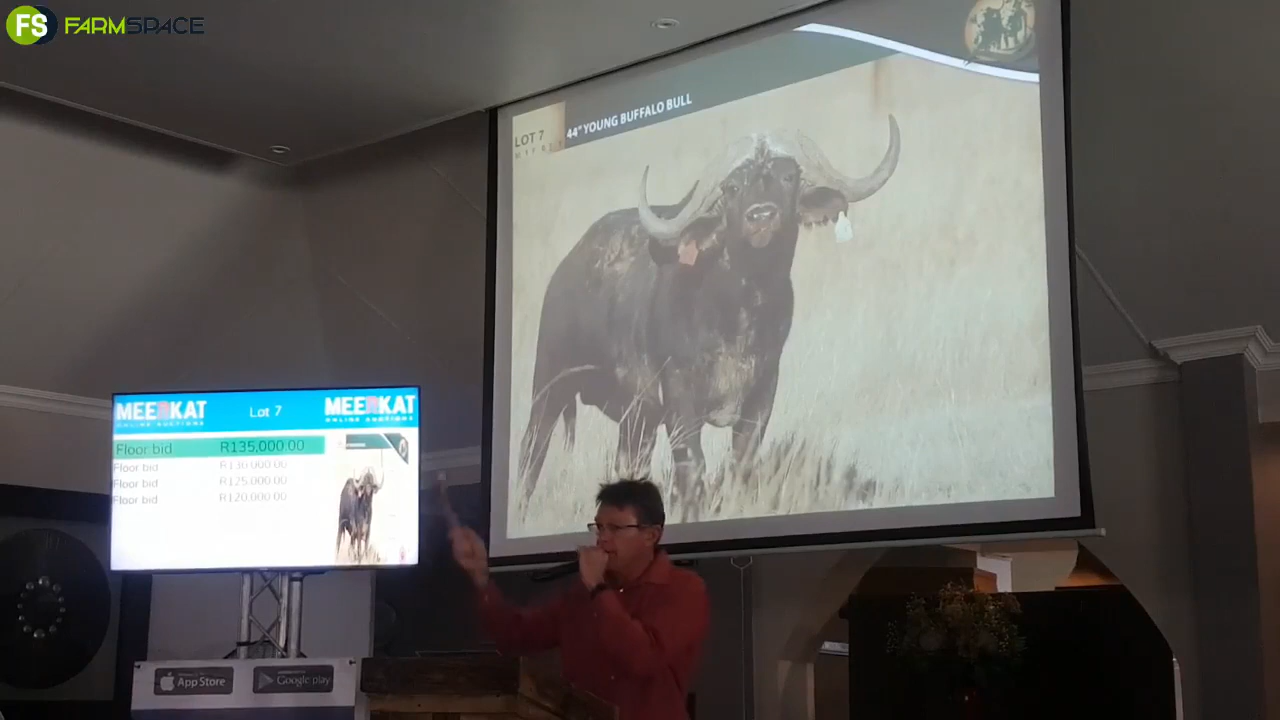 FS FARMSPACE
LOT 7
44" YOUNG BUFFALO BULL
MEERKAT
ONLINE AUCTIONS
Lot 7
MEERKAT
ONLINE AUCTIONS
Floor bid R135,000.00
Floor bid R130,000.00
Floor bid R125,000.00
Floor bid R120,000.00
App Store
Google play